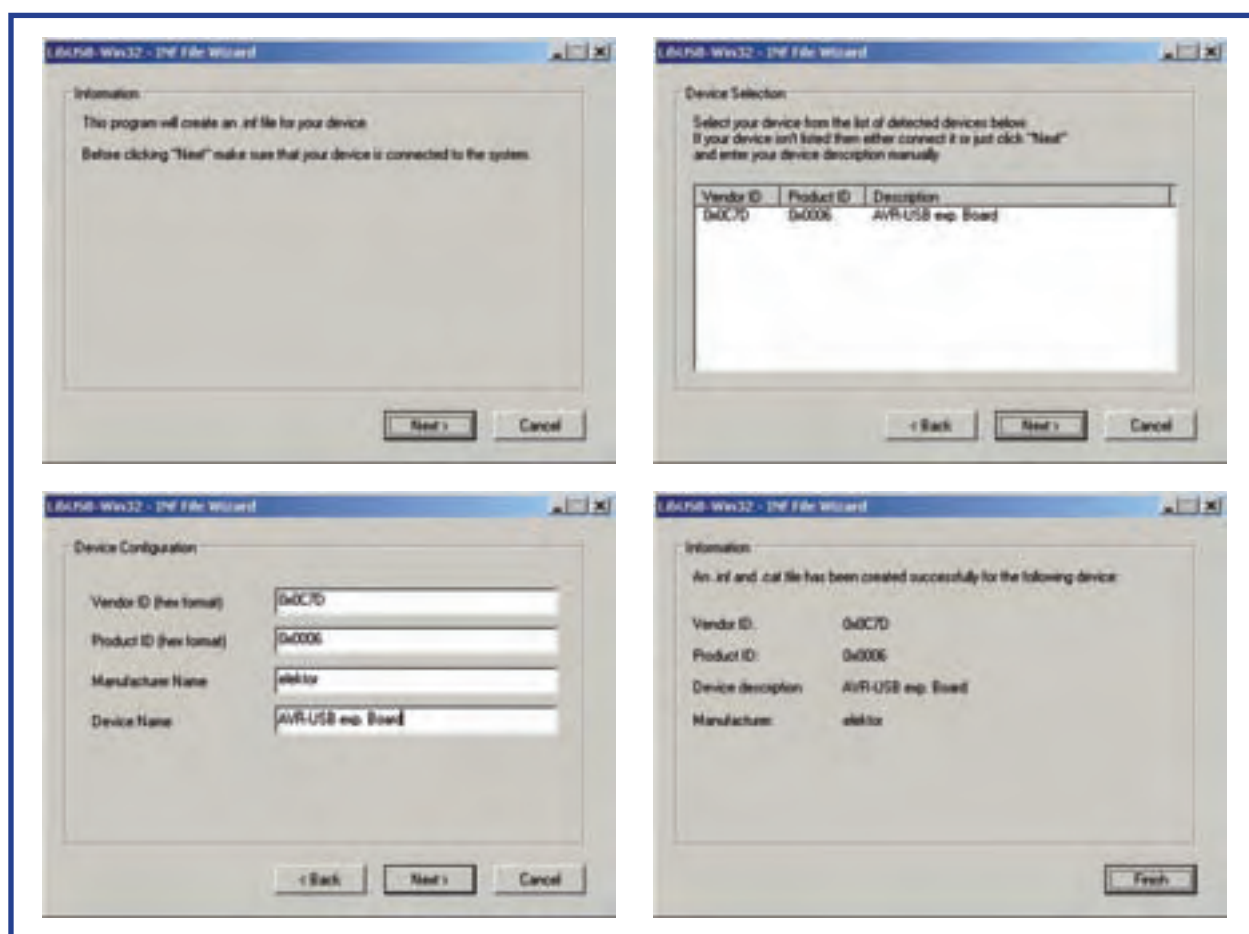 LibUSB-Win32 - INF File Wizard
Information
This program will create an .inf file for your device.
Before clicking "Next" make sure that your device is connected to the system.
Next >
Cancel
LibUSB-Win32 - INF File Wizard
Device Selection
Select your device from the list of detected devices below.
If your device isn't listed then either connect it or just click "Next"
and enter your device description manually
Vendor ID Product ID Description
0x0C7D 0x0006 AVR-USB exp. Board
< Back
Next >
Cancel
LibUSB-Win32 - INF File Wizard
Device Configuration
Vendor ID (hex format) 0x0C7D
Product ID (hex format) 0x0006
Manufacturer Name elektor
Device Name AVR-USB exp. Board
< Back
Next >
Cancel
LibUSB-Win32 - INF File Wizard
Information
An .inf and .cat file has been created successfully for the following device:
Vendor ID: 0x0C7D
Product ID: 0x0006
Device description: AVR-USB exp. Board
Manufacturer: elektor
Finish